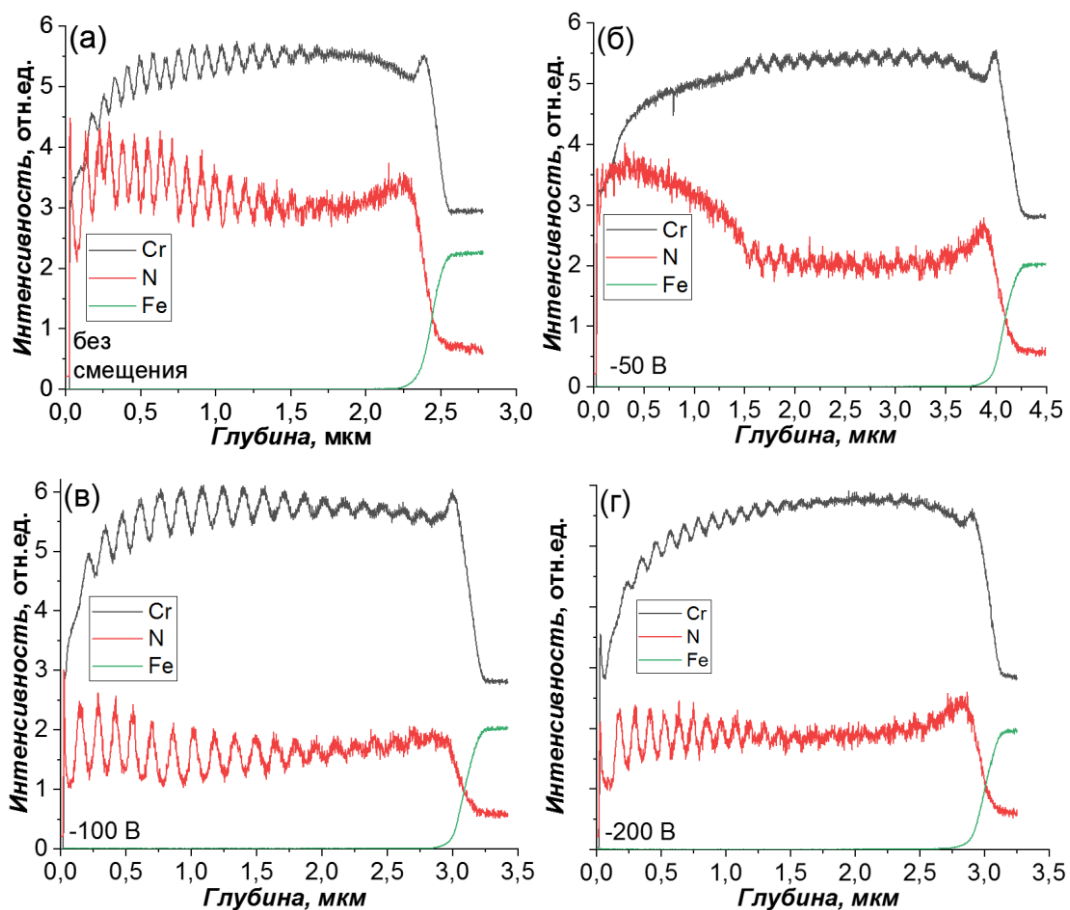 (а)
6
5
4
3
2
1
0
Интенсивность, отн.ед.
Cr
N
Fe
без
смещения
0,0 0,5 1,0 1,5 2,0 2,5 3,0
Глубина, мкм
(б)
6
5
4
3
2
1
0
Интенсивность, отн.ед.
Cr
N
Fe
-50 В
0,0 0,5 1,0 1,5 2,0 2,5 3,0 3,5 4,0 4,5
Глубина, мкм
(в)
6
5
6
3
2
1
0
Интенсивность, отн.ед.
Cr
N
Fe
-100 В
0,0 0,5 1,0 1,5 2,0 2,5 3,0 3,5
Глубина, мкм
(г)
Интенсивность, отн.ед.
Cr
N
Fe
-200 В
0,0 0,5 1,0 1,5 2,0 2,5 3,0 3,5
Глубина, мкм